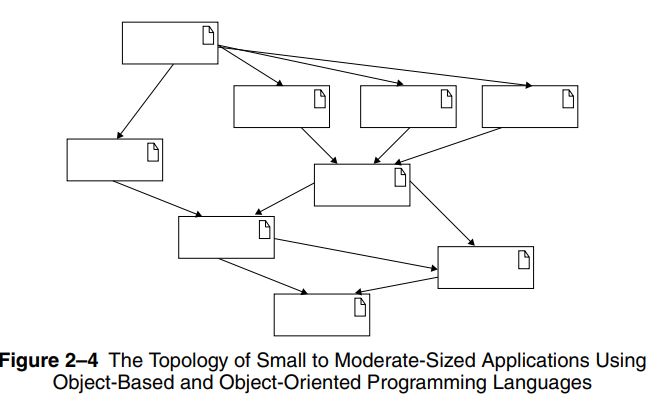 Figure 2–4 The Topology of Small to Moderate-Sized Applications Using
Object-Based and Object-Oriented Programming Languages